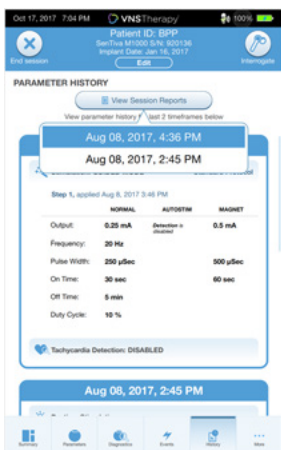 Oct 17, 2017 7:04 PM VNSTherapy 100%
Patient ID: BPP
SenTiva M1000 S/N: 920136
Implant Date: Jan 18, 2017
End session Edit Interrogate
PARAMETER HISTORY
View Session Reports
View parameter history last 2 timeframes below
Aug 08, 2017, 4:36 PM
Aug 08, 2017, 2:45 PM
Step 1, applied Aug 8, 2017 3:46 PM
NORMAL AUTOSTIM MAGNET
Output: 0.25 mA Detection is disabled 0.5 mA
Frequency: 20 Hz
Pulse Width: 250 µSec 500 µSec
On Time: 30 sec 60 sec
Off Time: 5 min
Duty Cycle: 10 %
Tachycardia Detection: DISABLED
Aug 08, 2017, 2:45 PM
Summary Parameters Diagnostics Events History More